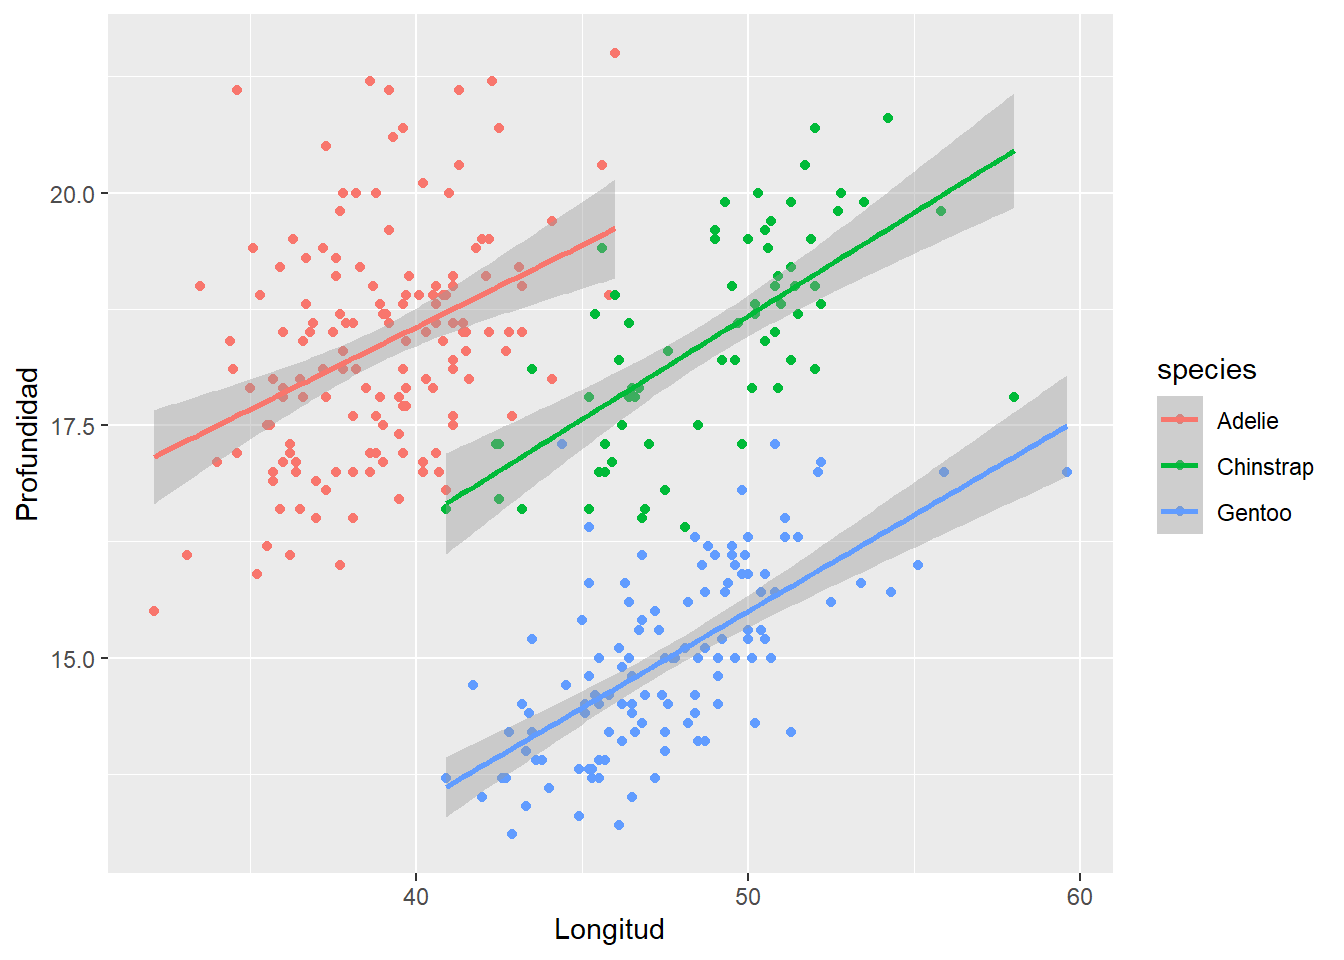 Profundidad
20.0
17.5
15.0
40
50
60
Longitud
species
Adelie
Chinstrap
Gentoo